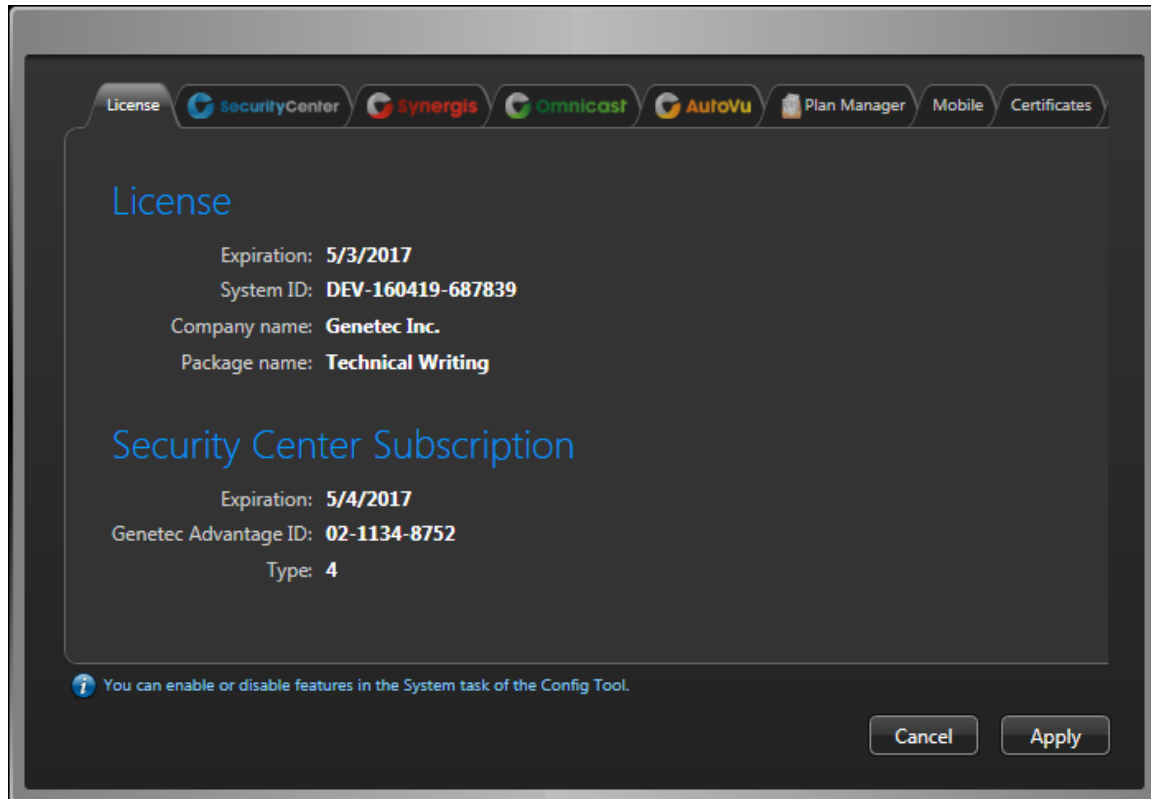 License SecurityCenter Synergis Omnicast AutoVu Plan Manager Mobile Certificates
License
Expiration: 5/3/2017
System ID: DEV-160419-687839
Company name: Genetec Inc.
Package name: Technical Writing
Security Center Subscription
Expiration: 5/4/2017
Genetec Advantage ID: 02-1134-8752
Type: 4
You can enable or disable features in the System task of the Config Tool.
Cancel Apply